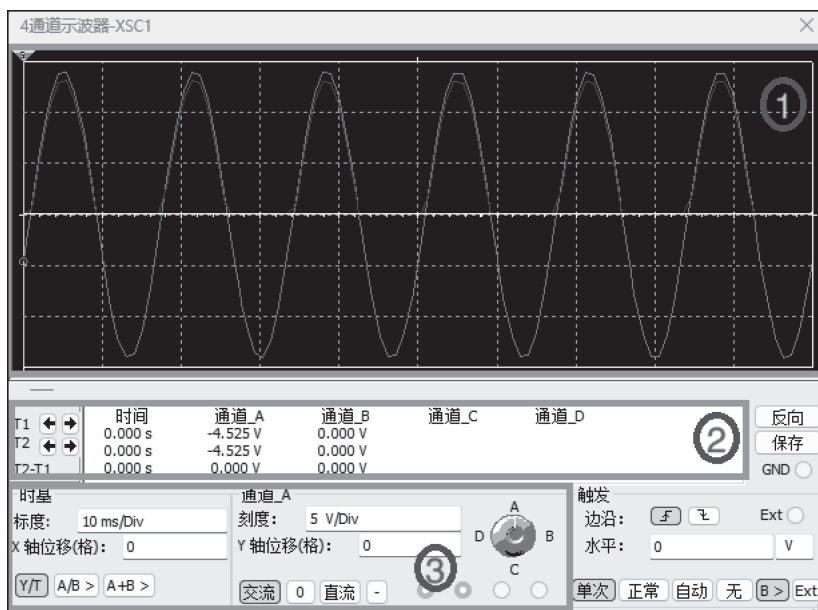 4通道示波器-XSC1
1
时间 通道_A 通道_B 通道_C 通道_D
T1 0.000 s -4.525 V 0.000 V
T2 0.000 s -4.525 V 0.000 V
T2-T1 0.000 s 0.000 V 0.000 V
2
反向
保存
GND
时基
标度: 10 ms/Div
X 轴位移(格): 0
Y/T A/B > A+B >
通道_A
刻度: 5 V/Div
Y 轴位移(格): 0
交流 0 直流 -
A
D B
C
3
触发
边沿: Ext
水平: 0 V
单次 正常 自动 无 B > Ext